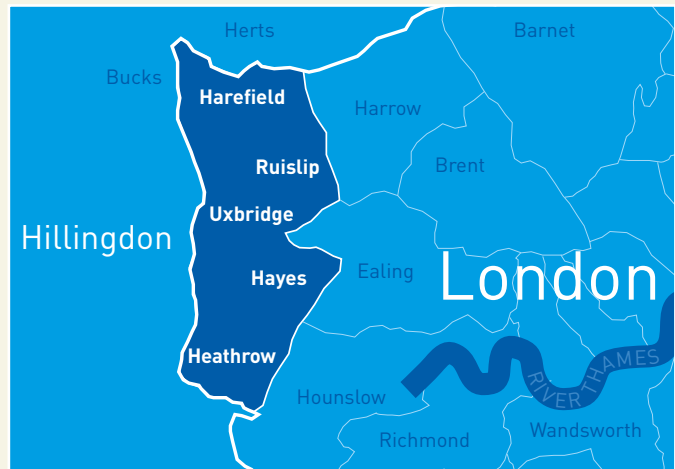 Herts
Barnet
Bucks
Harefield
Harrow
Ruislip
Brent
Uxbridge
Hillingdon
Hayes
Ealing
London
Heathrow
RIVER THAMES
Hounslow
Richmond
Wandsworth